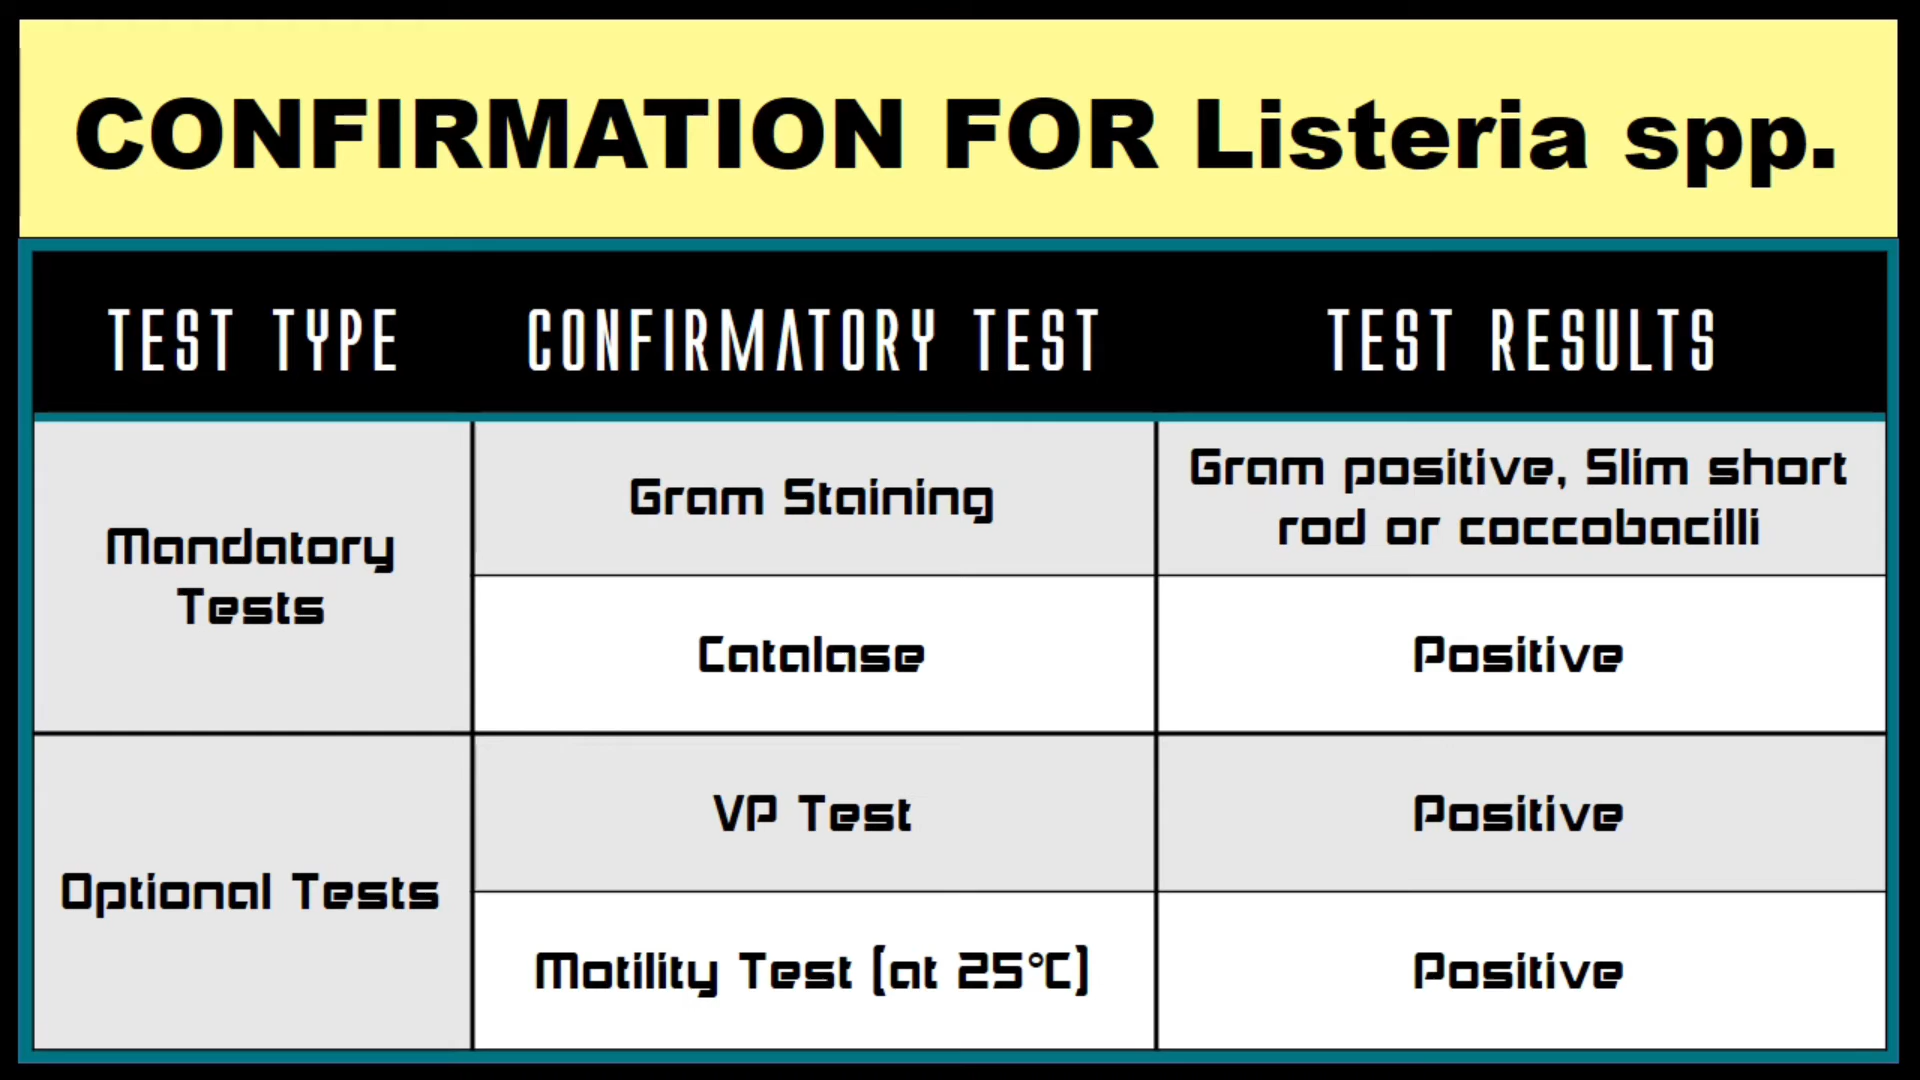 CONFIRMATION FOR Listeria spp.
TEST TYPE CONFIRMATORY TEST TEST RESULTS
Mandatory
Tests
Gram Staining
Gram positive, Slim short
rod or coccobacilli
Catalase
Positive
Optional Tests
VP Test
Positive
Motility Test (at 25°C)
Positive